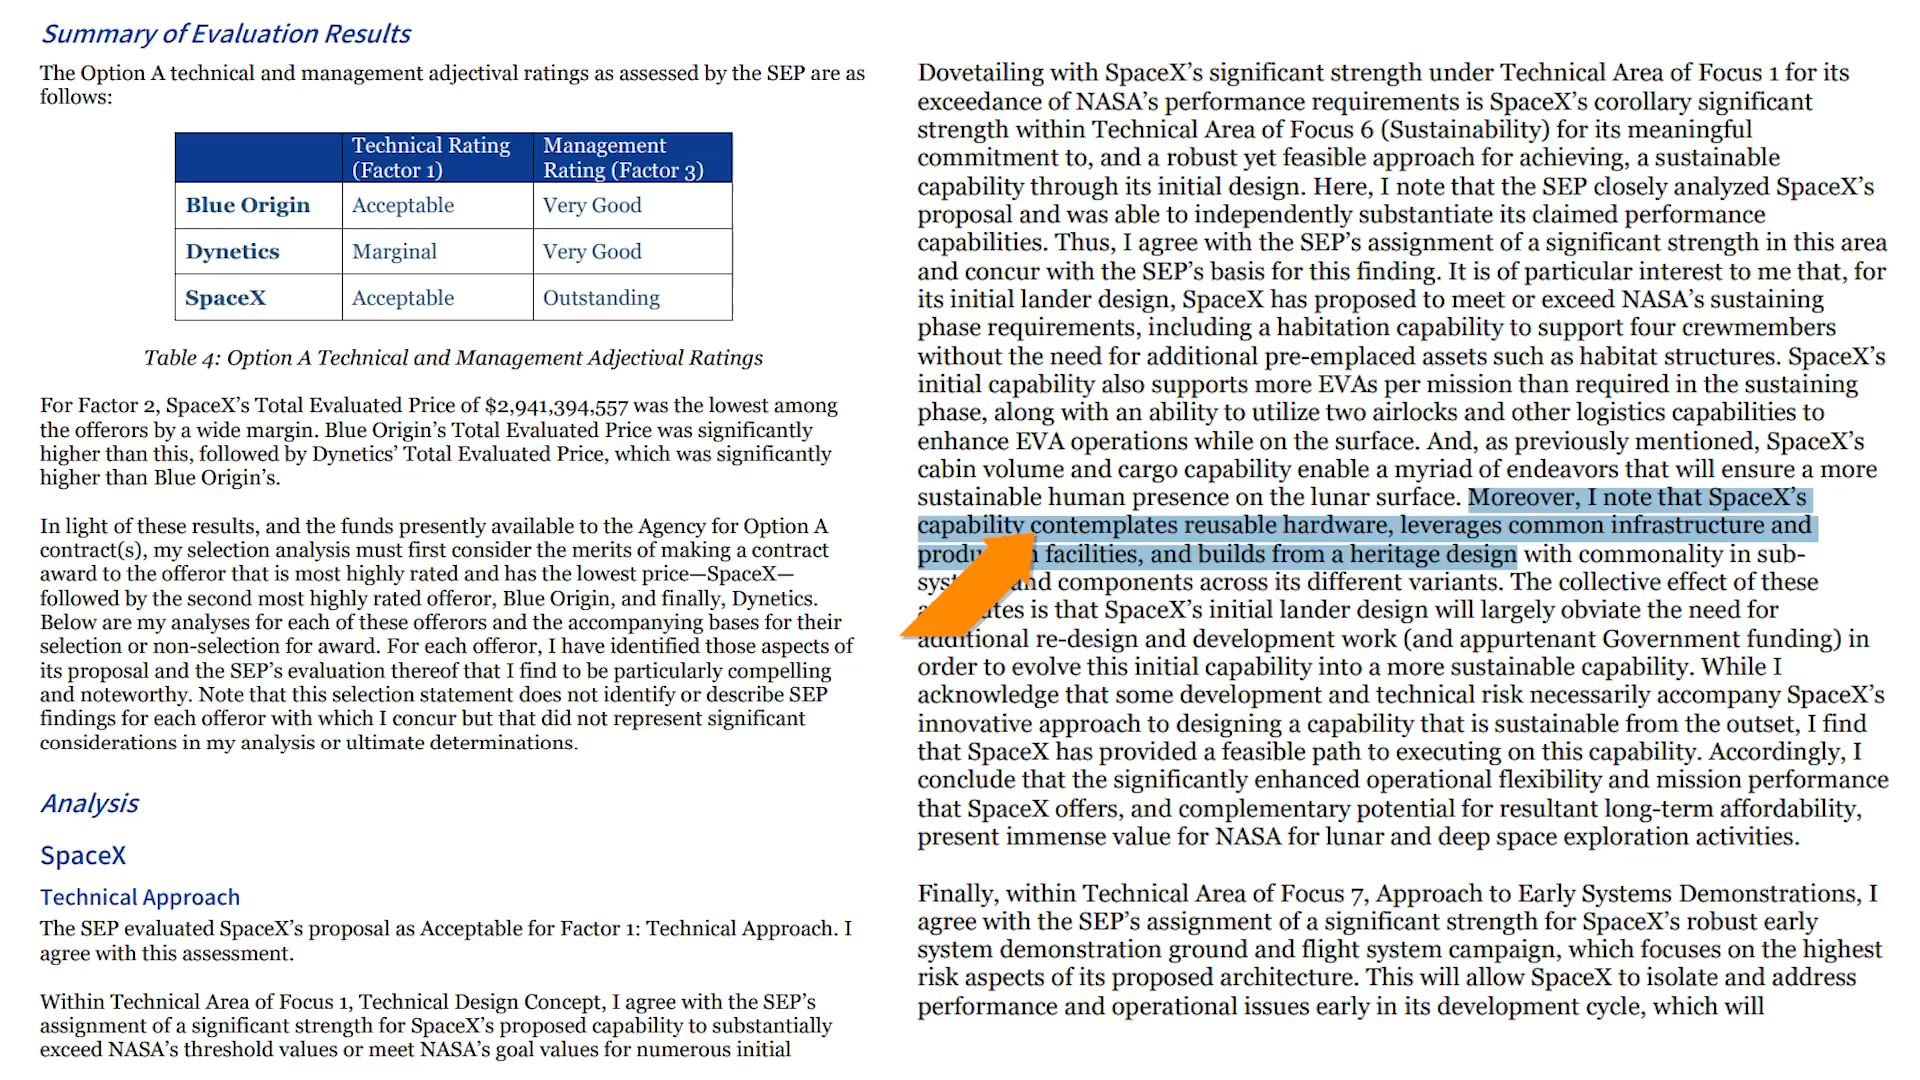 Summary of Evaluation Results
The Option A technical and management adjectival ratings as assessed by the SEP are as
follows:
Technical Rating (Factor 1)
Management Rating (Factor 3)
Blue Origin Acceptable Very Good
Dynetics Marginal Very Good
SpaceX Acceptable Outstanding
Table 4: Option A Technical and Management Adjectival Ratings
For Factor 2, SpaceX’s Total Evaluated Price of $2,941,394,557 was the lowest among
the offerors by a wide margin. Blue Origin’s Total Evaluated Price was significantly
higher than this, followed by Dynetics’ Total Evaluated Price, which was significantly
higher than Blue Origin’s.
In light of these results, and the funds presently available to the Agency for Option A
contract(s), my selection analysis must first consider the merits of making a contract
award to the offeror that is most highly rated and has the lowest price—SpaceX—
followed by the second most highly rated offeror, Blue Origin, and finally, Dynetics.
Below are my analyses for each of these offerors and the accompanying bases for their
selection or non-selection for award. For each offeror, I have identified those aspects of
its proposal and the SEP’s evaluation thereof that I find to be particularly compelling
and noteworthy. Note that this selection statement does not identify or describe SEP
findings for each offeror with which I concur but that did not represent significant
considerations in my analysis or ultimate determinations.
Analysis
SpaceX
Technical Approach
The SEP evaluated SpaceX’s proposal as Acceptable for Factor 1: Technical Approach. I
agree with this assessment.
Within Technical Area of Focus 1, Technical Design Concept, I agree with the SEP’s
assignment of a significant strength for SpaceX’s proposed capability to substantially
exceed NASA’s threshold values or meet NASA’s goal values for numerous initial
Dovetailing with SpaceX’s significant strength under Technical Area of Focus 1 for its
exceedance of NASA’s performance requirements is SpaceX’s corollary significant
strength within Technical Area of Focus 6 (Sustainability) for its meaningful
commitment to, and a robust yet feasible approach for achieving, a sustainable
capability through its initial design. Here, I note that the SEP closely analyzed SpaceX’s
proposal and was able to independently substantiate its claimed performance
capabilities. Thus, I agree with the SEP’s assignment of a significant strength in this area
and concur with the SEP’s basis for this finding. It is of particular interest to me that, for
its initial lander design, SpaceX has proposed to meet or exceed NASA’s sustaining
phase requirements, including a habitation capability to support four crewmembers
without the need for additional pre-emplaced assets such as habitat structures. SpaceX’s
initial capability also supports more EVAs per mission than required in the sustaining
phase, along with an ability to utilize two airlocks and other logistics capabilities to
enhance EVA operations while on the surface. And, as previously mentioned, SpaceX’s
cabin volume and cargo capability enable a myriad of endeavors that will ensure a more
sustainable human presence on the lunar surface. Moreover, I note that SpaceX’s
capability contemplates reusable hardware, leverages common infrastructure and
facilities, and builds from a heritage design with commonality in sub-
and components across its different variants. The collective effect of these
is that SpaceX’s initial lander design will largely obviate the need for
additional re-design and development work (and appurtenant Government funding) in
order to evolve this initial capability into a more sustainable capability. While I
acknowledge that some development and technical risk necessarily accompany SpaceX’s
innovative approach to designing a capability that is sustainable from the outset, I find
that SpaceX has provided a feasible path to executing on this capability. Accordingly, I
conclude that the significantly enhanced operational flexibility and mission performance
that SpaceX offers, and complementary potential for resultant long-term affordability,
present immense value for NASA for lunar and deep space exploration activities.
Finally, within Technical Area of Focus 7, Approach to Early Systems Demonstrations, I
agree with the SEP’s assignment of a significant strength for SpaceX’s robust early
system demonstration ground and flight system campaign, which focuses on the highest
risk aspects of its proposed architecture. This will allow SpaceX to isolate and address
performance and operational issues early in its development cycle, which will